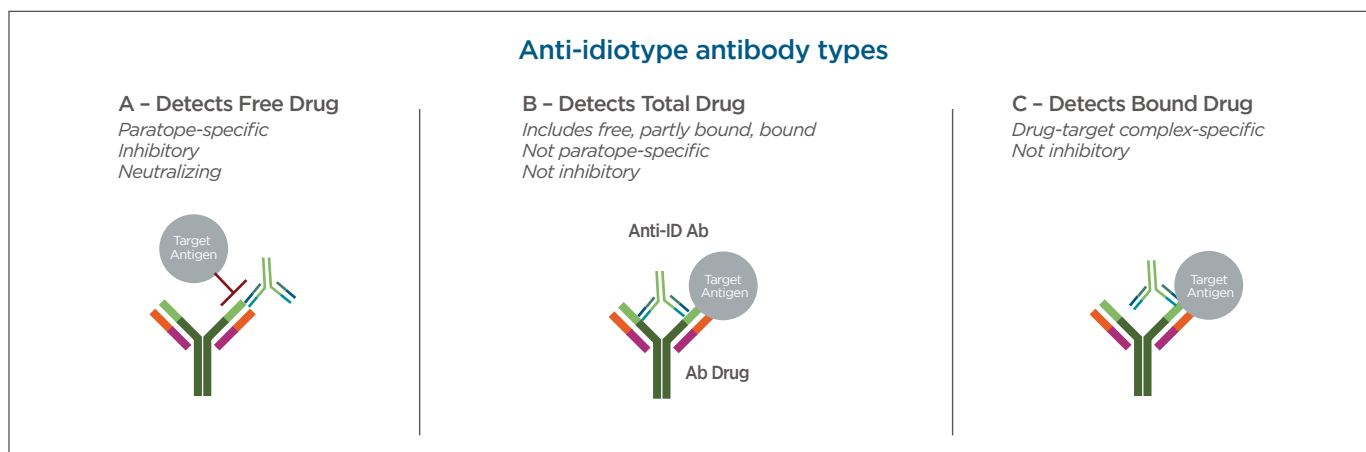 Anti-idiotype antibody types
A – Detects Free Drug
Paratope-specific
Inhibitory
Neutralizing
Target
Antigen
B – Detects Total Drug
Includes free, partly bound, bound
Not paratope-specific
Not inhibitory
Anti-ID Ab
Target
Antigen
Ab Drug
C – Detects Bound Drug
Drug-target complex-specific
Not inhibitory
Target
Antigen